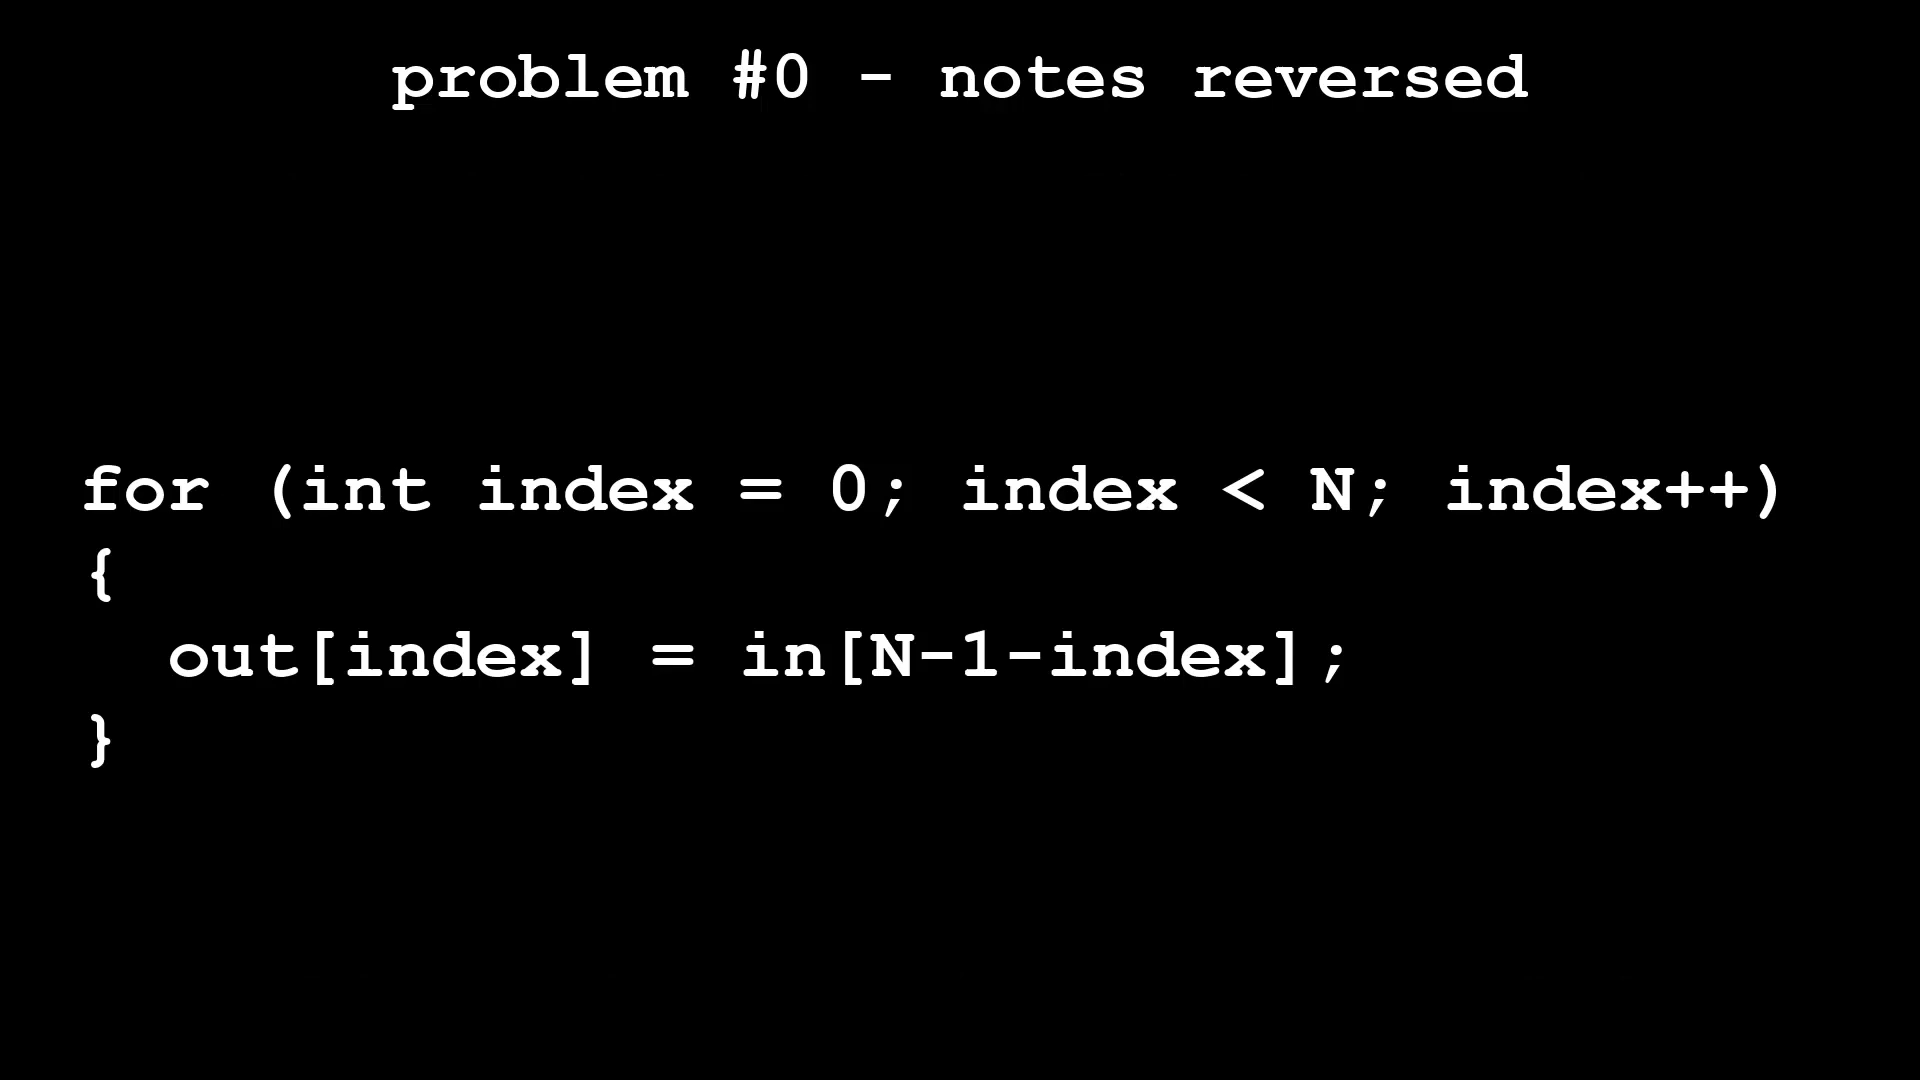 problem #0 - notes reversed
for (int index = 0; index < N; index++)
{
  out[index] = in[N-1-index];
}